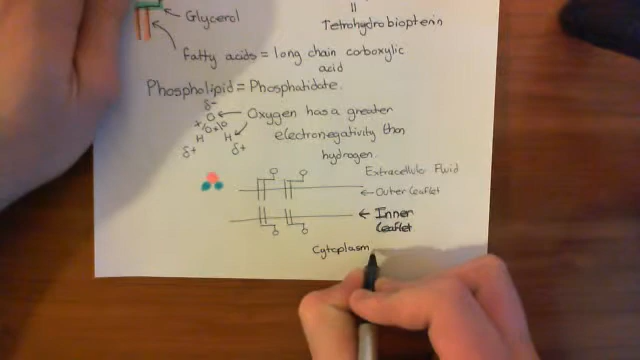 Glycerol
=
Tetrahydrobiopterin
Fatty acids = long chain carboxylic
acid
Phospholipid = Phosphatidate.
δ-
O
Oxygen has a greater
H H
electronegativity than
δ+ δ+
hydrogen.
Extracellular Fluid
Outer Leaflet
Inner
Leaflet
Cytoplasm